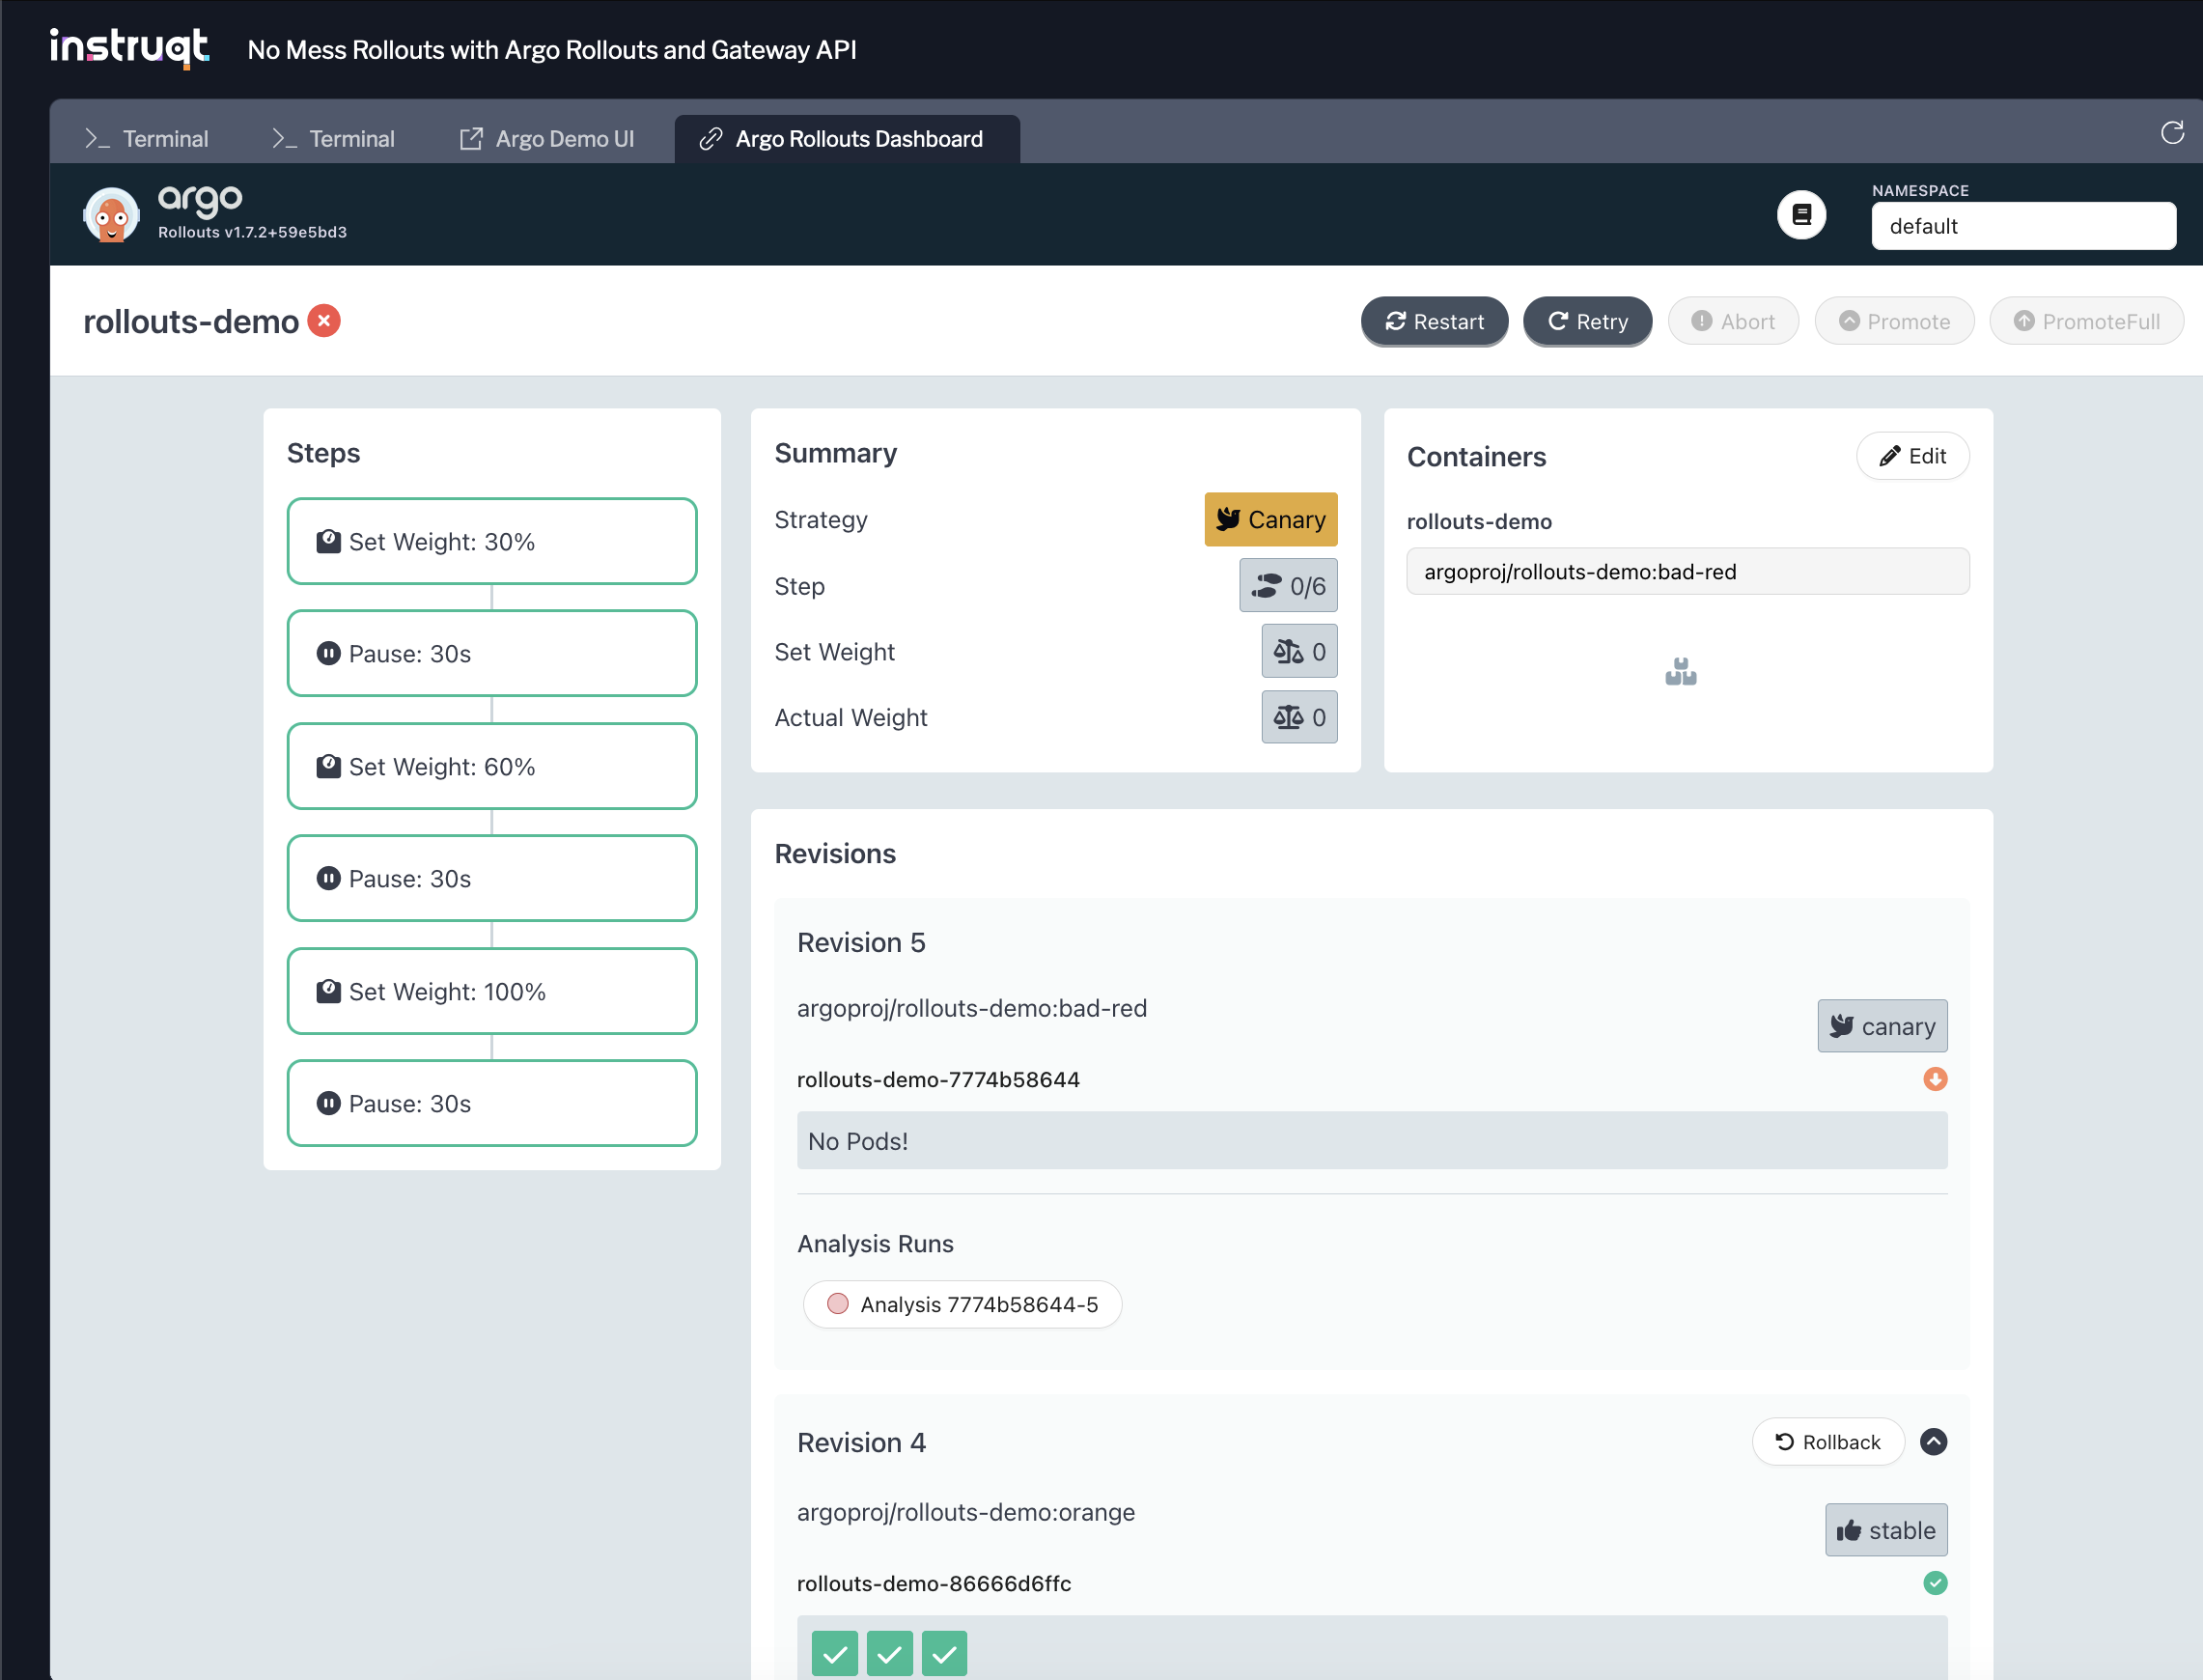 instruqt No Mess Rollouts with Argo Rollouts and Gateway API
Terminal Terminal Argo Demo UI Argo Rollouts Dashboard
argo
Rollouts v1.7.2+59e5bd3
NAMESPACE
default
rollouts-demo
Restart Retry Abort Promote PromoteFull
Steps
Set Weight: 30%
Pause: 30s
Set Weight: 60%
Pause: 30s
Set Weight: 100%
Pause: 30s
Summary
Strategy Canary
Step 0/6
Set Weight 0
Actual Weight 0
Containers Edit
rollouts-demo
argoproj/rollouts-demo:bad-red
Revisions
Revision 5
argoproj/rollouts-demo:bad-red
canary
rollouts-demo-7774b58644
No Pods!
Analysis Runs
Analysis 7774b58644-5
Revision 4 Rollback
argoproj/rollouts-demo:orange
stable
rollouts-demo-86666d6ffc